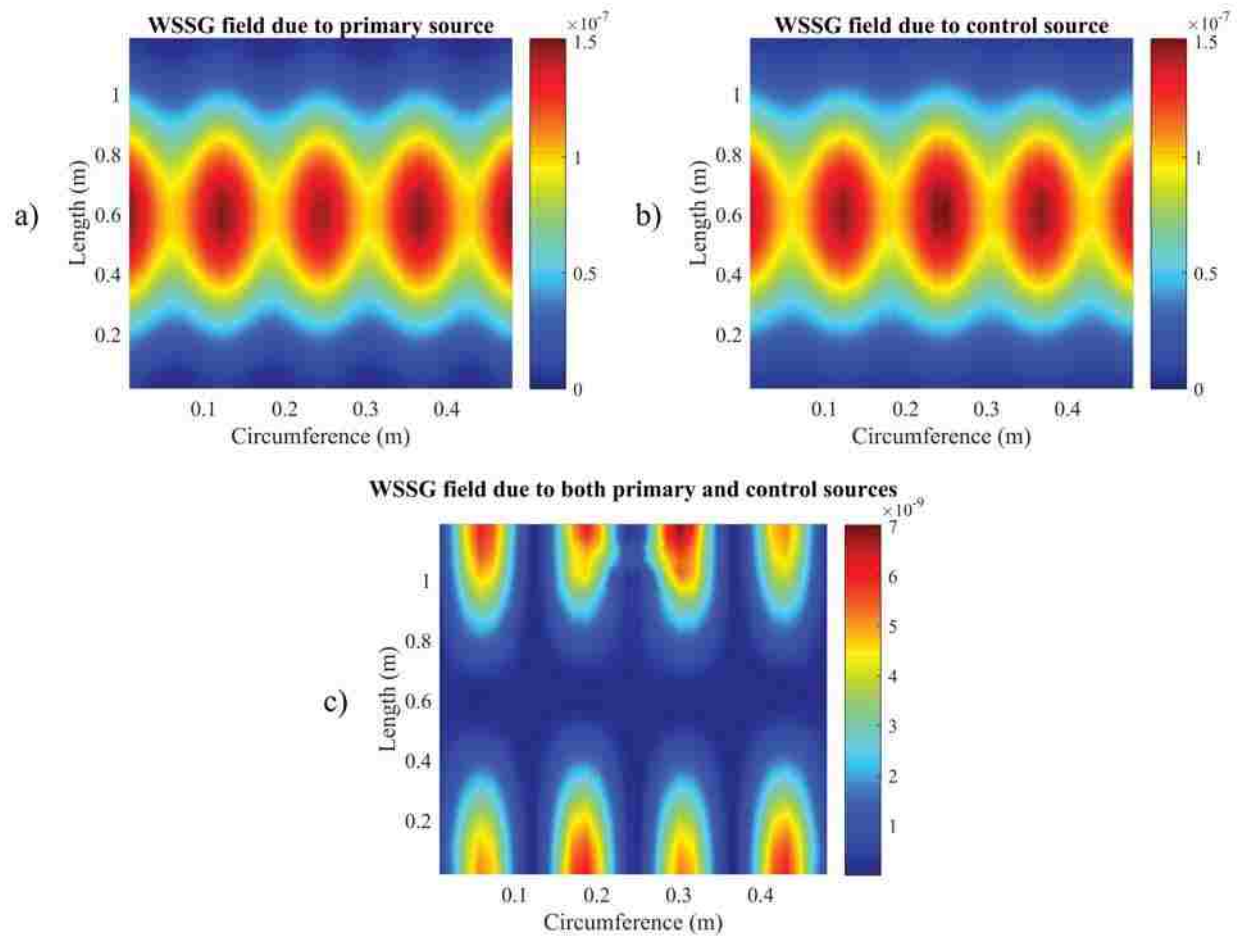 WSSG field due to primary source
×10⁻⁷
1.5
1
0.5
0
1
0.8
0.6
0.4
0.2
Length (m)
a)
0.1 0.2 0.3 0.4
Circumference (m)
WSSG field due to control source
×10⁻⁷
1.5
1
0.5
0
1
0.8
0.6
0.4
0.2
Length (m)
b)
0.1 0.2 0.3 0.4
Circumference (m)
WSSG field due to both primary and control sources
×10⁻⁹
7
6
5
4
3
2
1
1
0.8
0.6
0.4
0.2
Length (m)
c)
0.1 0.2 0.3 0.4
Circumference (m)